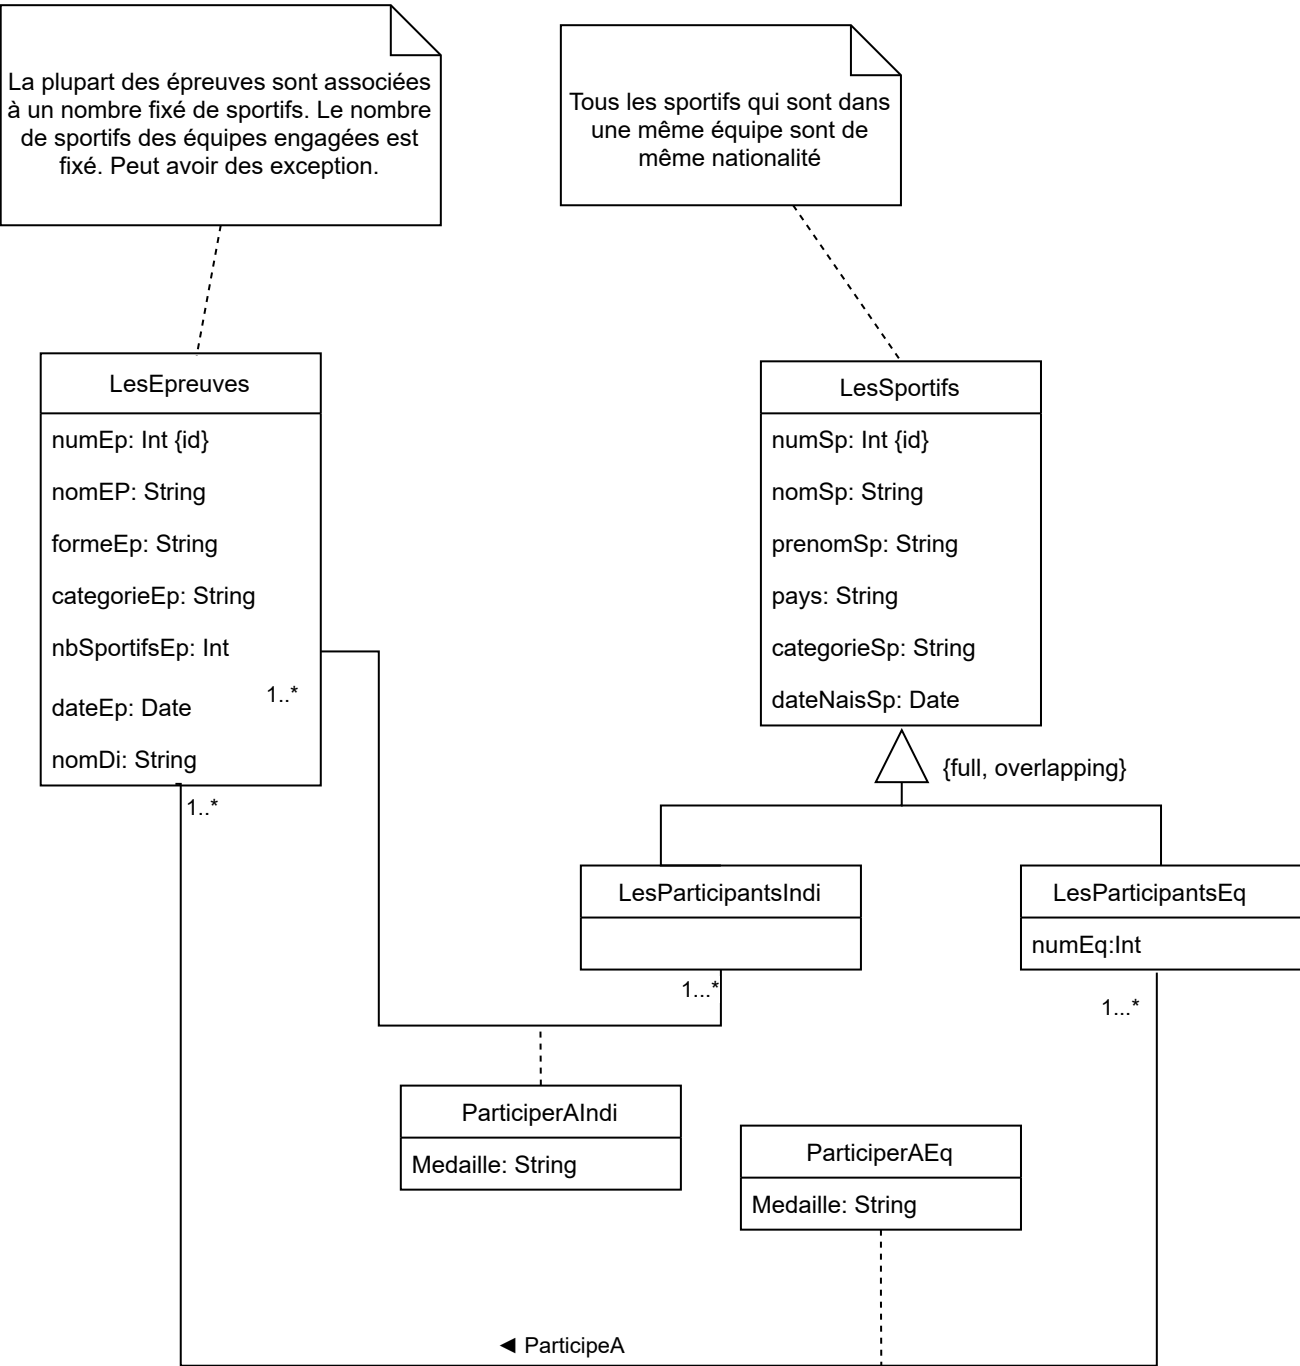 La plupart des épreuves sont associées
à un nombre fixé de sportifs. Le nombre
de sportifs des équipes engagées est
fixé. Peut avoir des exception.
Tous les sportifs qui sont dans
une même équipe sont de
même nationalité
LesEpreuves
numEp: Int {id}
nomEP: String
formeEp: String
categorieEp: String
nbSportifsEp: Int
1..*
dateEp: Date
nomDi: String
1..*
LesSportifs
numSp: Int {id}
nomSp: String
prenomSp: String
pays: String
categorieSp: String
dateNaisSp: Date
{full, overlapping}
LesParticipantsIndi
1...*
LesParticipantsEq
numEq:Int
1...*
ParticiperAIndi
Medaille: String
ParticiperAEq
Medaille: String
◄ ParticipeA